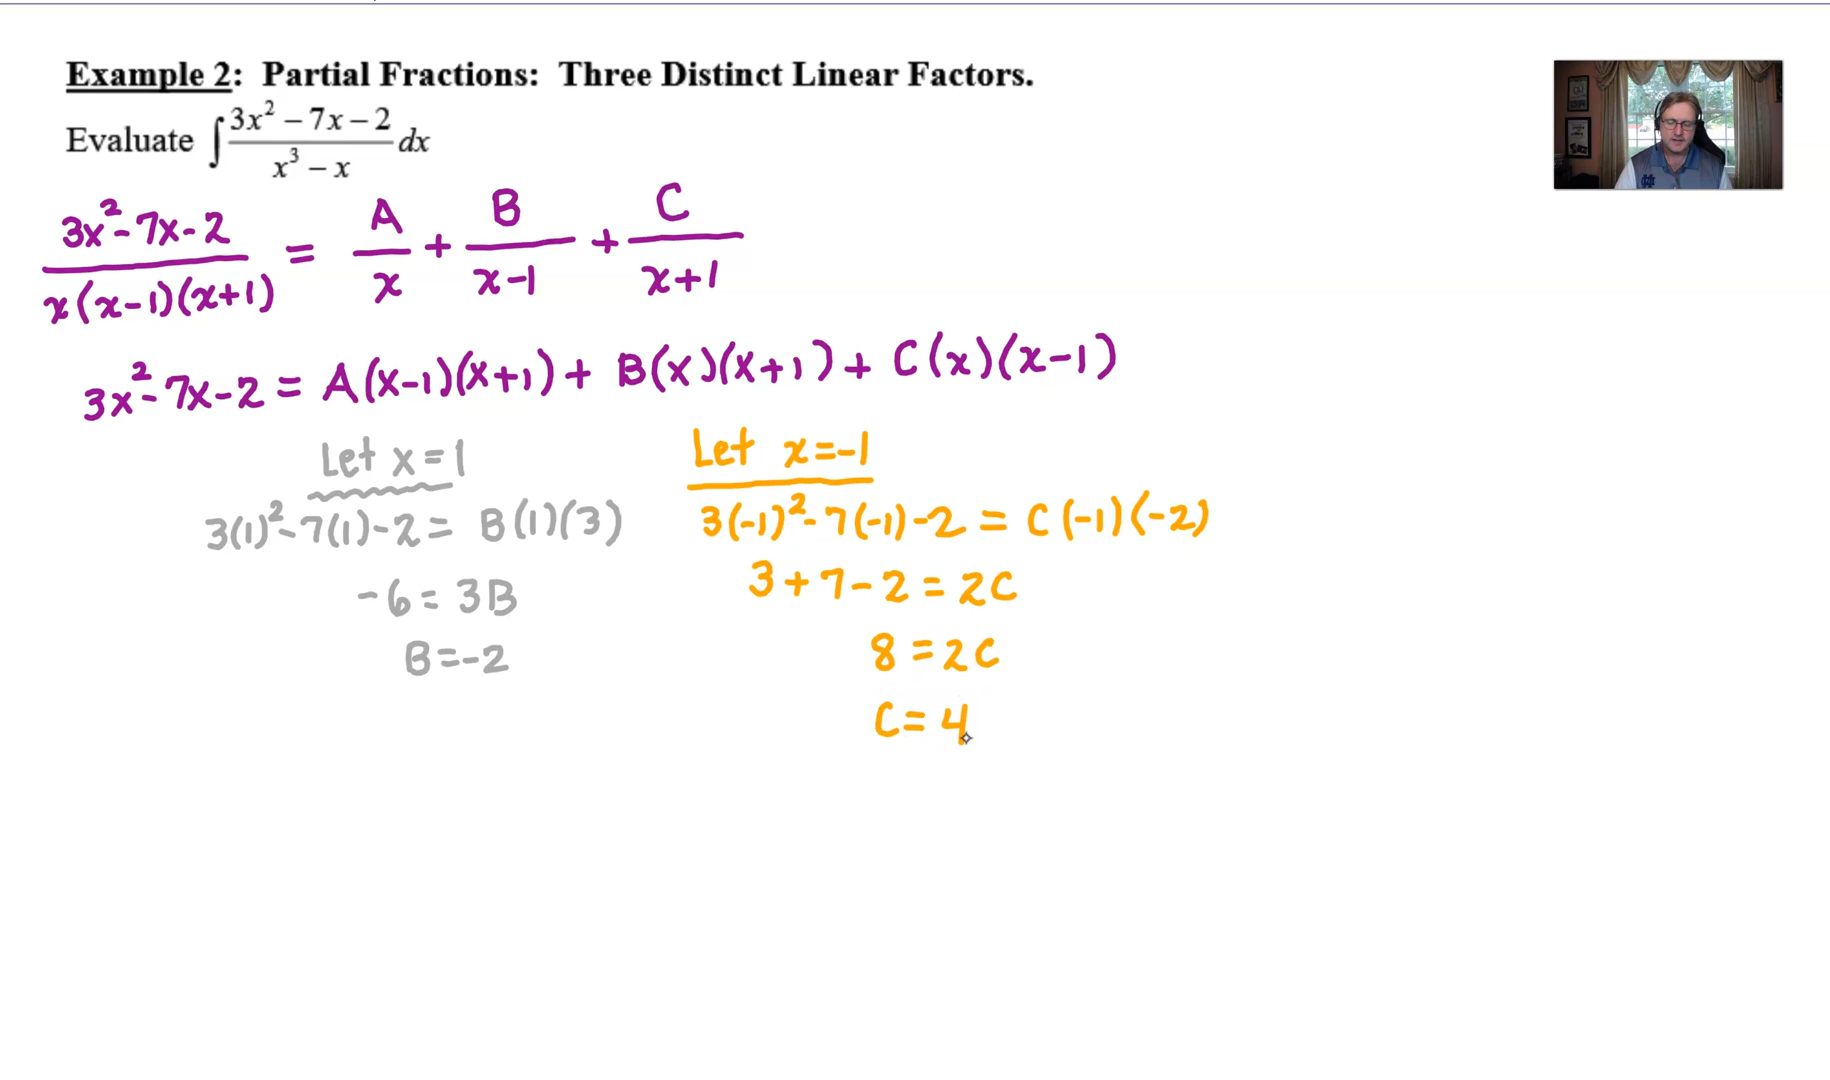 Example 2: Partial Fractions: Three Distinct Linear Factors.
Evaluate ∫ (3x² − 7x − 2)/(x³ − x) dx
(3x² - 7x - 2)/(x(x-1)(x+1)) = A/x + B/(x-1) + C/(x+1)
3x² - 7x - 2 = A(x-1)(x+1) + B(x)(x+1) + C(x)(x-1)
Let x = 1
3(1)² - 7(1) - 2 = B(1)(3)
-6 = 3B
B = -2
Let x = -1
3(-1)² - 7(-1) - 2 = C(-1)(-2)
3 + 7 - 2 = 2C
8 = 2C
C = 4